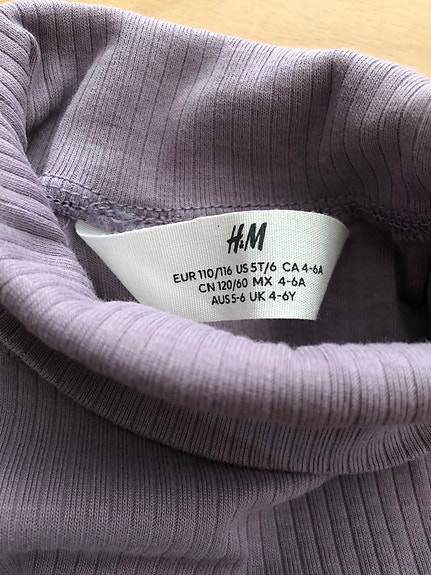 H&M
EUR 110/116 US 5T/6 CA 4-6A
CN 120/60 MX 4-6A
AUS 5-6 UK 4-6Y